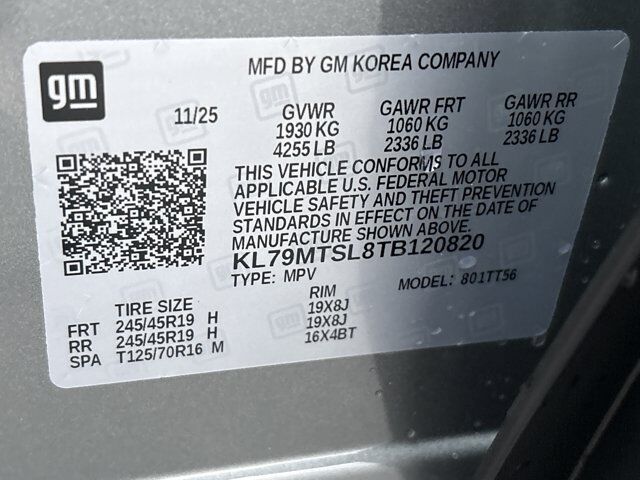 gm
MFD BY GM KOREA COMPANY
11/25
GVWR GAWR FRT GAWR RR
1930 KG 1060 KG 1060 KG
4255 LB 2336 LB 2336 LB
THIS VEHICLE CONFORMS TO ALL
APPLICABLE U.S. FEDERAL MOTOR
VEHICLE SAFETY AND THEFT PREVENTION
STANDARDS IN EFFECT ON THE DATE OF
MANUFACTURE SHOWN ABOVE.
KL79MTSL8TB120820
TYPE: MPV MODEL: 801TT56
TIRE SIZE RIM
FRT 245/45R19 H 19X8J
RR 245/45R19 H 19X8J
SPA T125/70R16 M 16X4BT